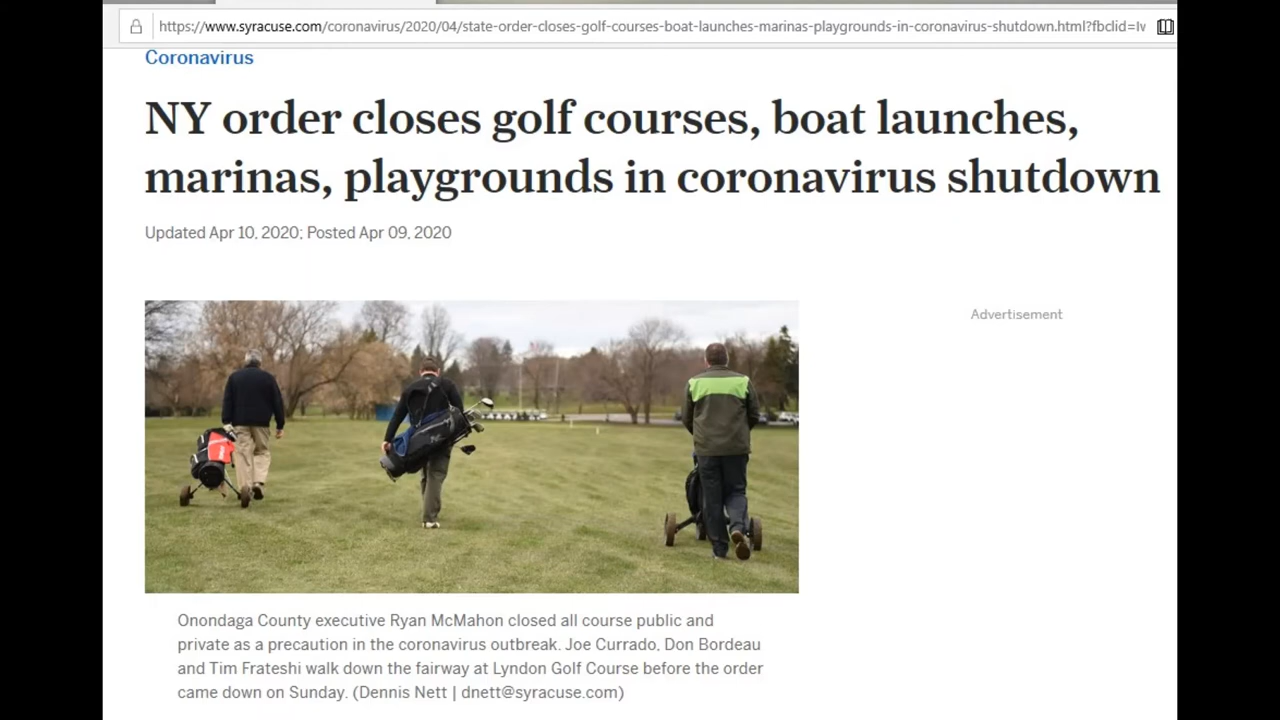 https://www.syracuse.com/coronavirus/2020/04/state-order-closes-golf-courses-boat-launches-marinas-playgrounds-in-coronavirus-shutdown.html?fbclid=Iv
Coronavirus
NY order closes golf courses, boat launches,
marinas, playgrounds in coronavirus shutdown
Updated Apr 10, 2020; Posted Apr 09, 2020
Advertisement
Onondaga County executive Ryan McMahon closed all course public and
private as a precaution in the coronavirus outbreak. Joe Currado, Don Bordeau
and Tim Frateshi walk down the fairway at Lyndon Golf Course before the order
came down on Sunday. (Dennis Nett | dnett@syracuse.com)